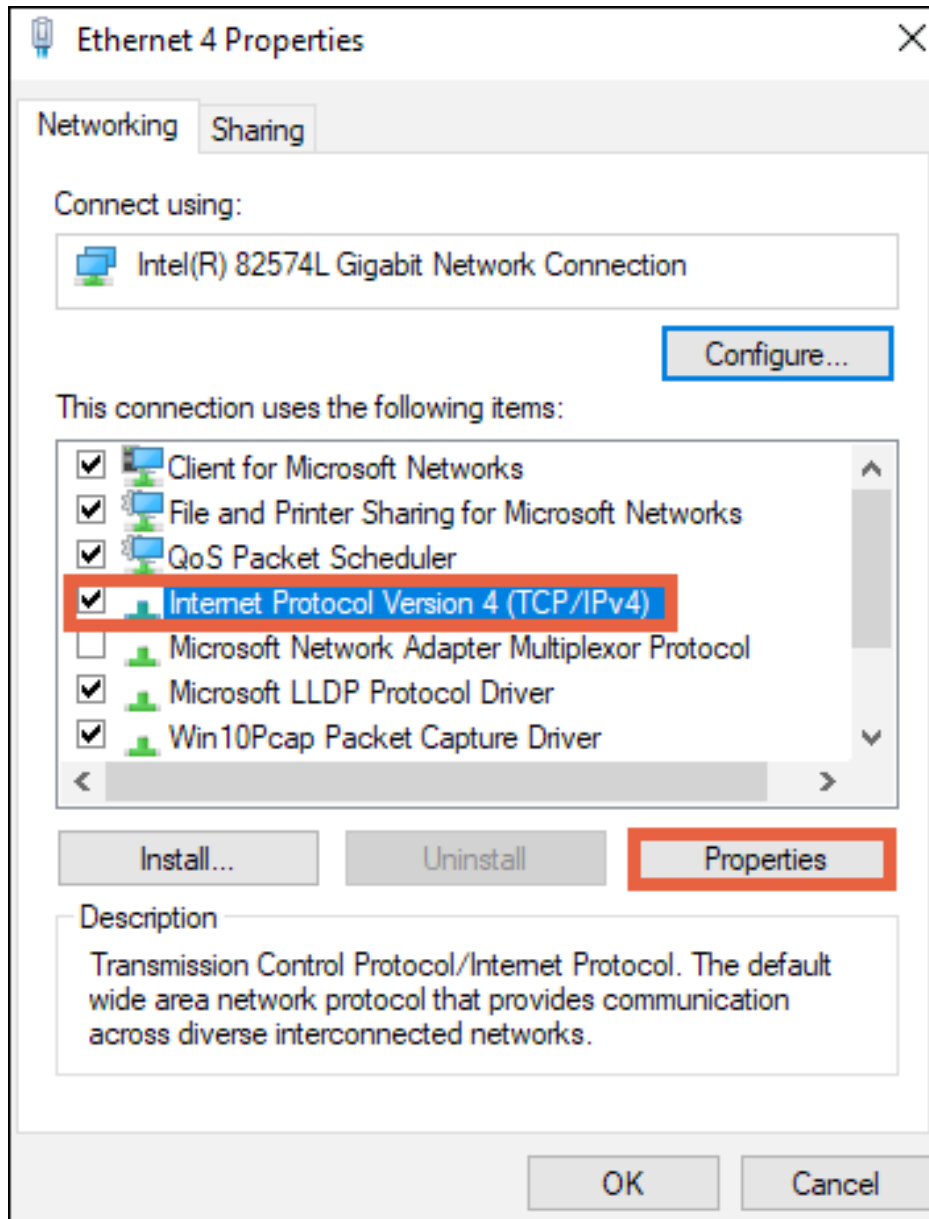 Ethernet 4 Properties
Networking
Sharing
Connect using:
Intel(R) 82574L Gigabit Network Connection
Configure...
This connection uses the following items:
Client for Microsoft Networks
File and Printer Sharing for Microsoft Networks
QoS Packet Scheduler
Internet Protocol Version 4 (TCP/IPv4)
Microsoft Network Adapter Multiplexor Protocol
Microsoft LLDP Protocol Driver
Win10Pcap Packet Capture Driver
Install...
Uninstall
Properties
Description
Transmission Control Protocol/Internet Protocol. The default
wide area network protocol that provides communication
across diverse interconnected networks.
OK
Cancel